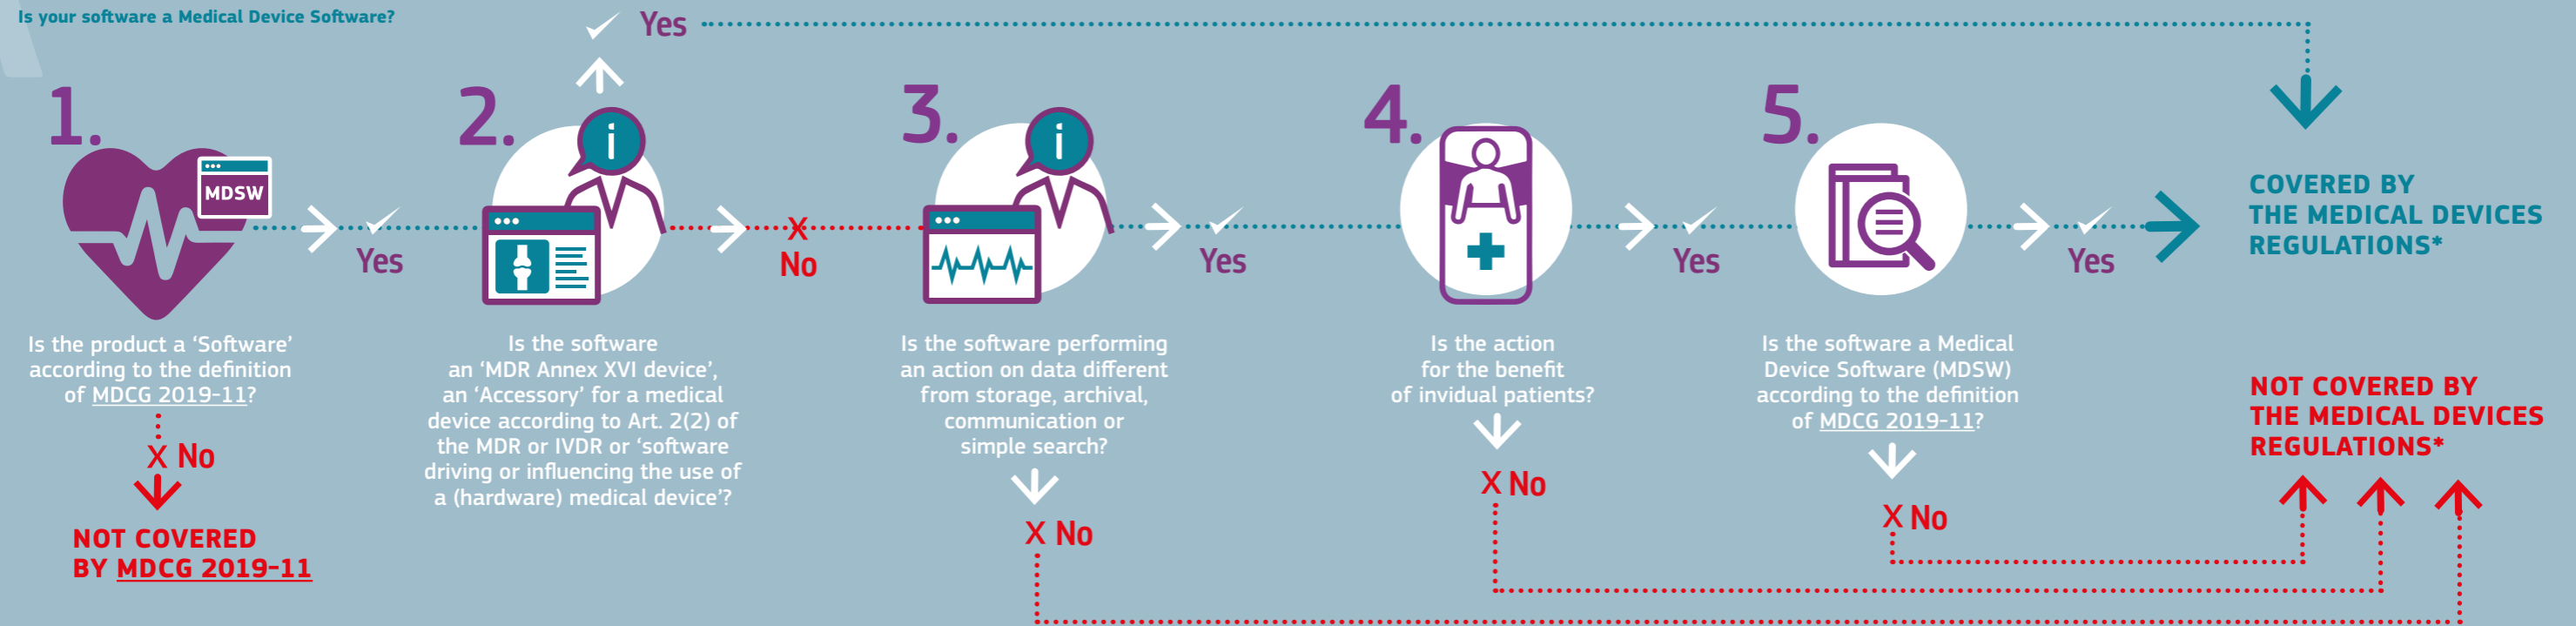 Is your software a Medical Device Software?
Yes
1.
MDSW
Yes
Is the product a ‘Software’
according to the definition
of MDCG 2019-11?
X No
NOT COVERED
BY MDCG 2019-11
2.
i
X
No
Is the software
an ‘MDR Annex XVI device’,
an ‘Accessory’ for a medical
device according to Art. 2(2) of
the MDR or IVDR or ‘software
driving or influencing the use of
a (hardware) medical device’?
3.
i
Yes
Is the software performing
an action on data different
from storage, archival,
communication or
simple search?
X No
4.
Yes
Is the action
for the benefit
of invidual patients?
X No
5.
Yes
Is the software a Medical
Device Software (MDSW)
according to the definition
of MDCG 2019-11?
X No
COVERED BY
THE MEDICAL DEVICES
REGULATIONS*
NOT COVERED BY
THE MEDICAL DEVICES
REGULATIONS*